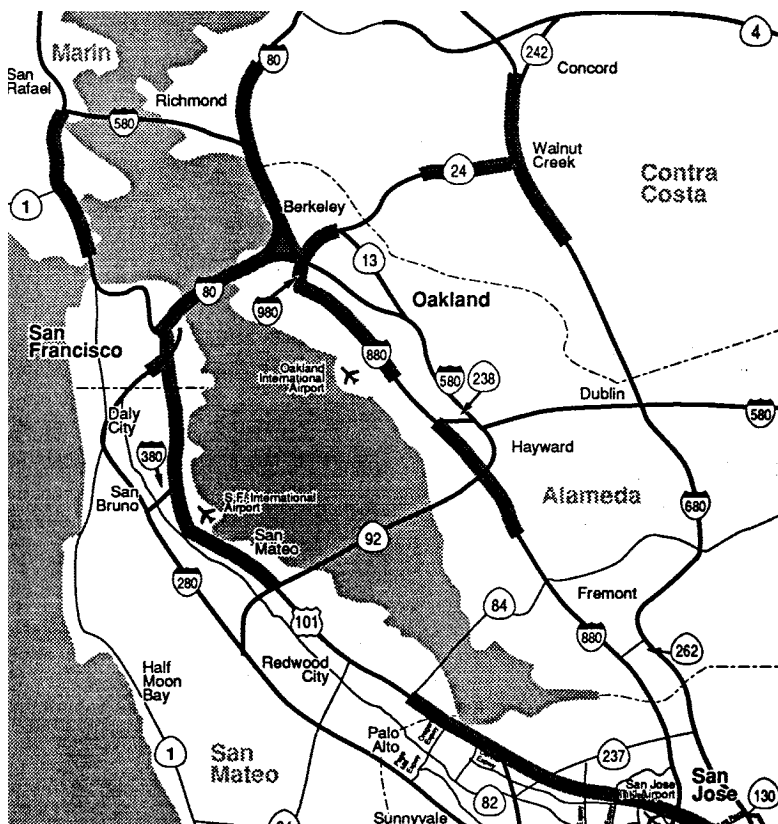 Marin
San
Rafael
Richmond
80
242
4
Concord
580
Walnut
Creek
24
Contra
Costa
1
Berkeley
13
80
980
Oakland
San
Francisco
880
Oakland
International
Airport
580
238
Dublin
580
Daly
City
Hayward
380
San
Bruno
S.F. International
Airport
Alameda
680
San
Mateo
92
280
84
Fremont
101
880
262
Half
Moon
Bay
Redwood
City
1
San
Mateo
Palo
Alto
237
San Jose
Airport
San
Jose
82
130
Sunnyvale